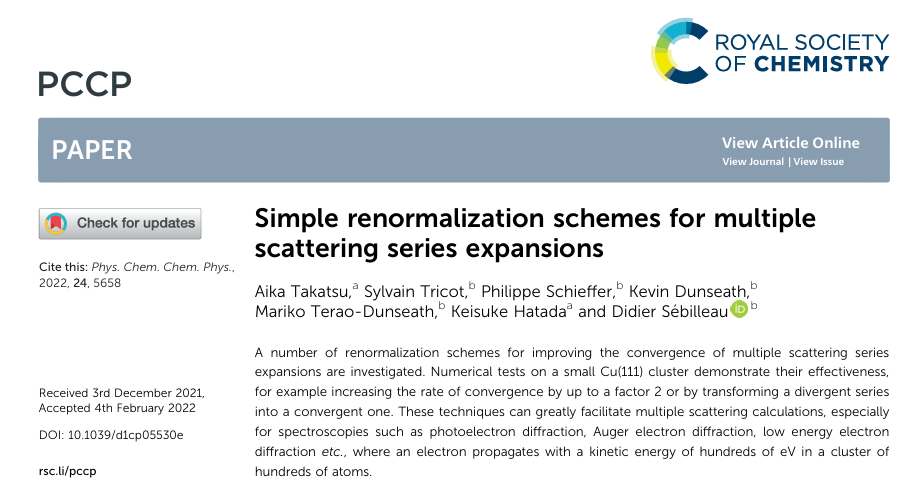 ROYAL SOCIETY
OF CHEMISTRY
PCCP
PAPER
View Article Online
View Journal | View Issue
Check for updates
Cite this: Phys. Chem. Chem. Phys.,
2022, 24, 5658
Received 3rd December 2021,
Accepted 4th February 2022
DOI: 10.1039/d1cp05530e
rsc.li/pccp
Simple renormalization schemes for multiple
scattering series expansions
Aika Takatsu,a Sylvain Tricot,b Philippe Schieffer,b Kevin Dunseath,b
Mariko Terao-Dunseath,b Keisuke Hatadaa and Didier Sébilleau iD b
A number of renormalization schemes for improving the convergence of multiple scattering series
expansions are investigated. Numerical tests on a small Cu(111) cluster demonstrate their effectiveness,
for example increasing the rate of convergence by up to a factor 2 or by transforming a divergent series
into a convergent one. These techniques can greatly facilitate multiple scattering calculations, especially
for spectroscopies such as photoelectron diffraction, Auger electron diffraction, low energy electron
diffraction etc., where an electron propagates with a kinetic energy of hundreds of eV in a cluster of
hundreds of atoms.